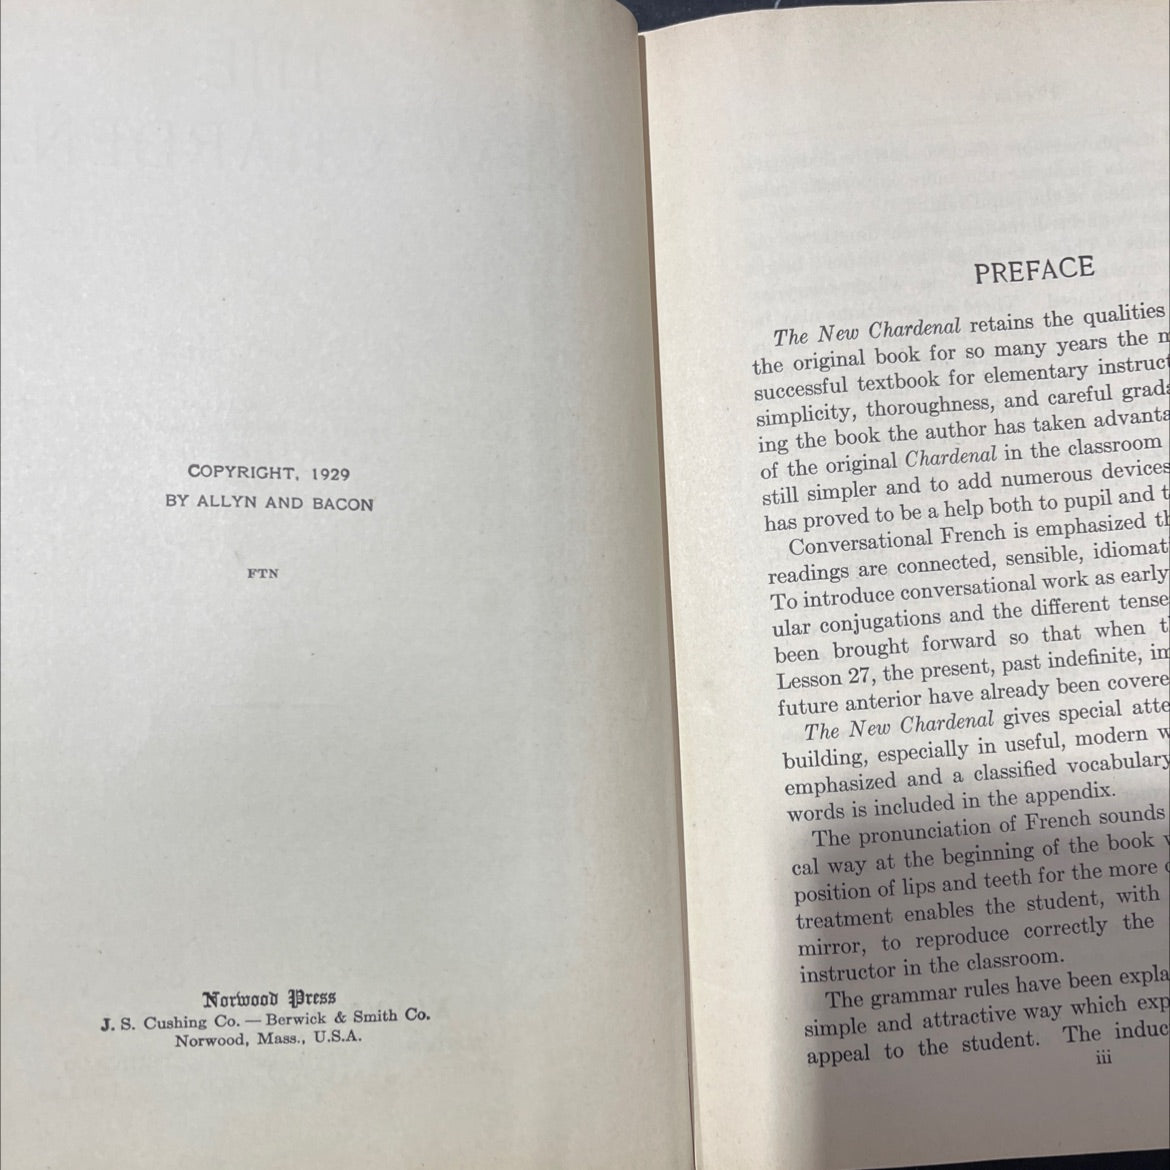 COPYRIGHT, 1929
BY ALLYN AND BACON
FTN
Norwood Press
J. S. Cushing Co. — Berwick & Smith Co.
Norwood, Mass., U.S.A.
PREFACE
The New Chardenal retains the qualities
the original book for so many years the
successful textbook for elementary
simplicity, thoroughness, and careful
ing the book the author has taken
of the original Chardenal in the classroom
still simpler and to add numerous devices
has proved to be a help both to pupil and
Conversational French is emphasized
readings are connected, sensible,
To introduce conversational work as early
ular conjugations and the different
been brought forward so that when
Lesson 27, the present, past indefinite,
future anterior have already been
The New Chardenal gives special
building, especially in useful, modern
emphasized and a classified vocabulary
words is included in the appendix.
The pronunciation of French sounds
cal way at the beginning of the book
position of lips and teeth for the more
treatment enables the student, with
mirror, to reproduce correctly the
instructor in the classroom.
The grammar rules have been
simple and attractive way which
appeal to the student. The
iii